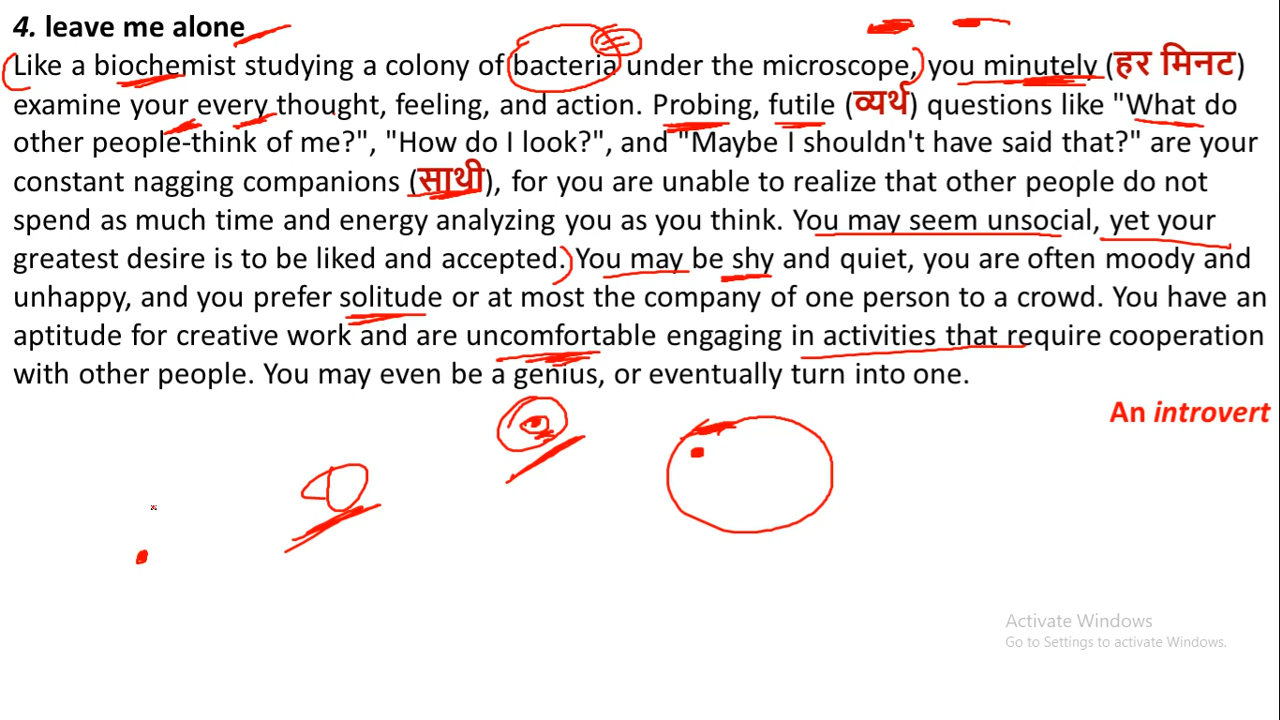 4. leave me alone
Like a biochemist studying a colony of bacteria under the microscope, you minutely (हर मिनट)
examine your every thought, feeling, and action. Probing, futile (व्यर्थ) questions like "What do
other people-think of me?", "How do I look?", and "Maybe I shouldn't have said that?" are your
constant nagging companions (साथी), for you are unable to realize that other people do not
spend as much time and energy analyzing you as you think. You may seem unsocial, yet your
greatest desire is to be liked and accepted. You may be shy and quiet, you are often moody and
unhappy, and you prefer solitude or at most the company of one person to a crowd. You have an
aptitude for creative work and are uncomfortable engaging in activities that require cooperation
with other people. You may even be a genius, or eventually turn into one.
An introvert
Activate Windows
Go to Settings to activate Windows.